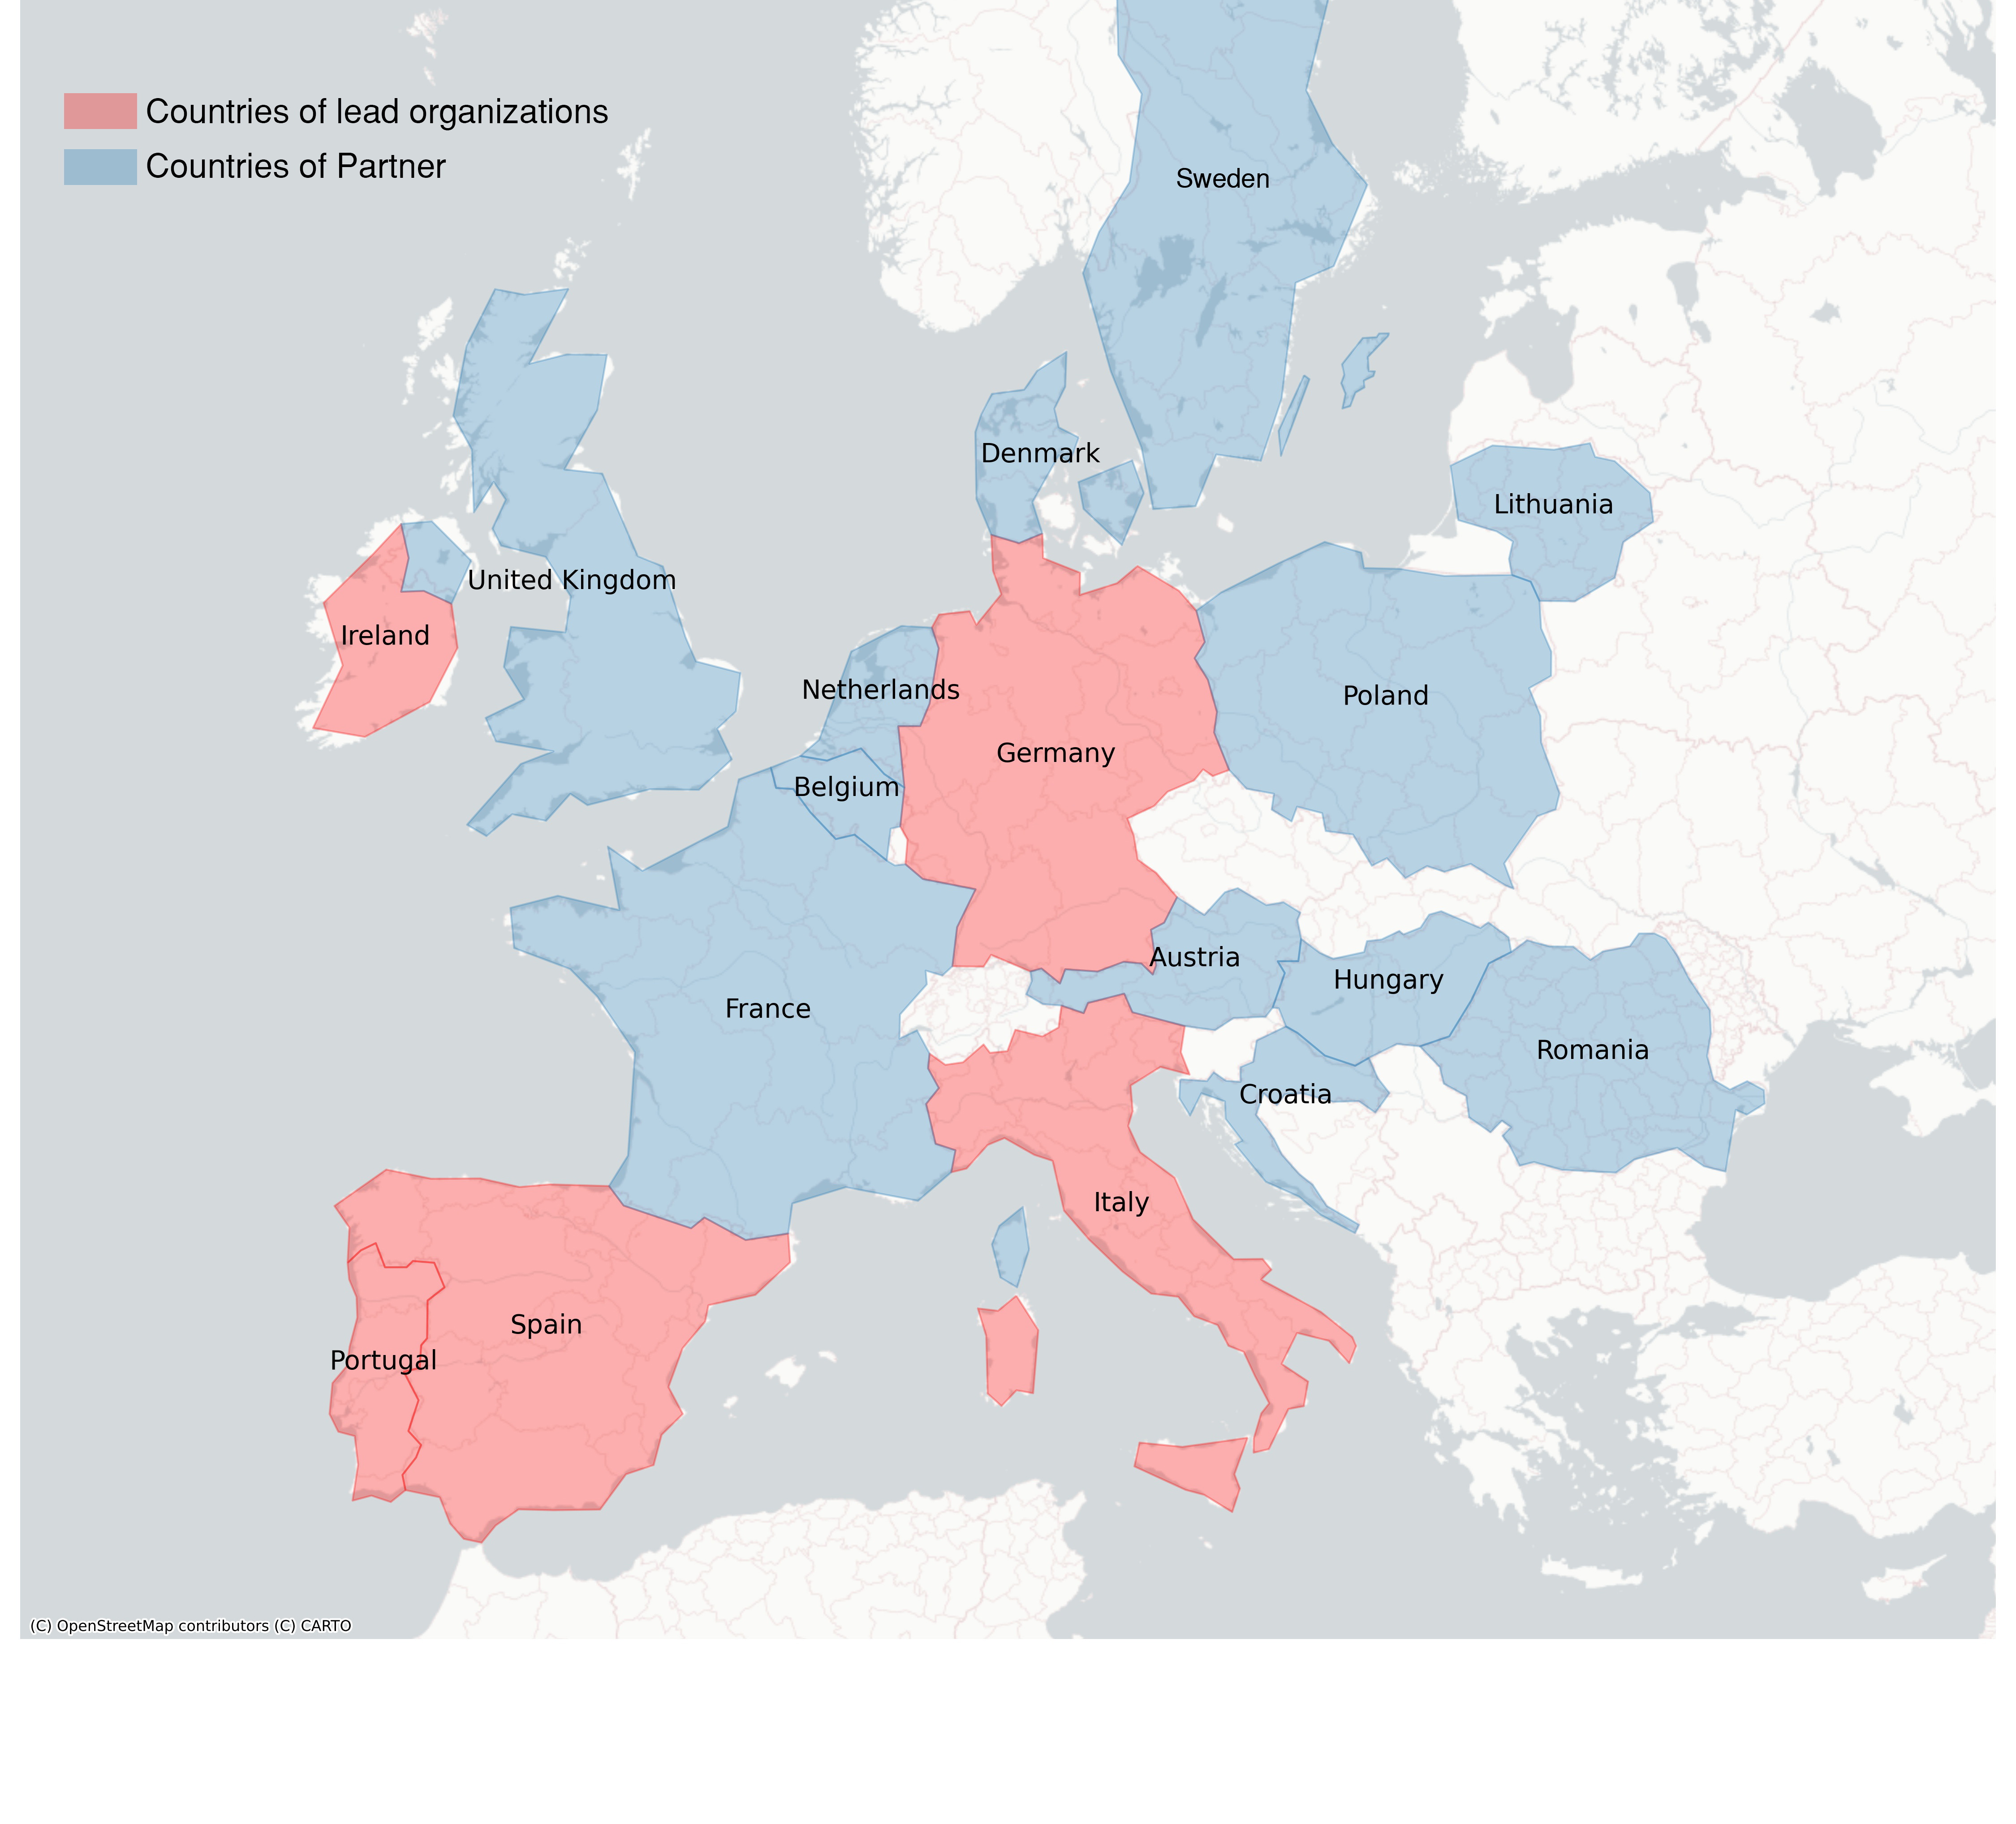 Countries of lead organizations
Countries of Partner
Sweden
Denmark
Lithuania
United Kingdom
Ireland
Netherlands
Poland
Germany
Belgium
Austria
Hungary
France
Romania
Croatia
Italy
Spain
Portugal
(C) OpenStreetMap contributors (C) CARTO